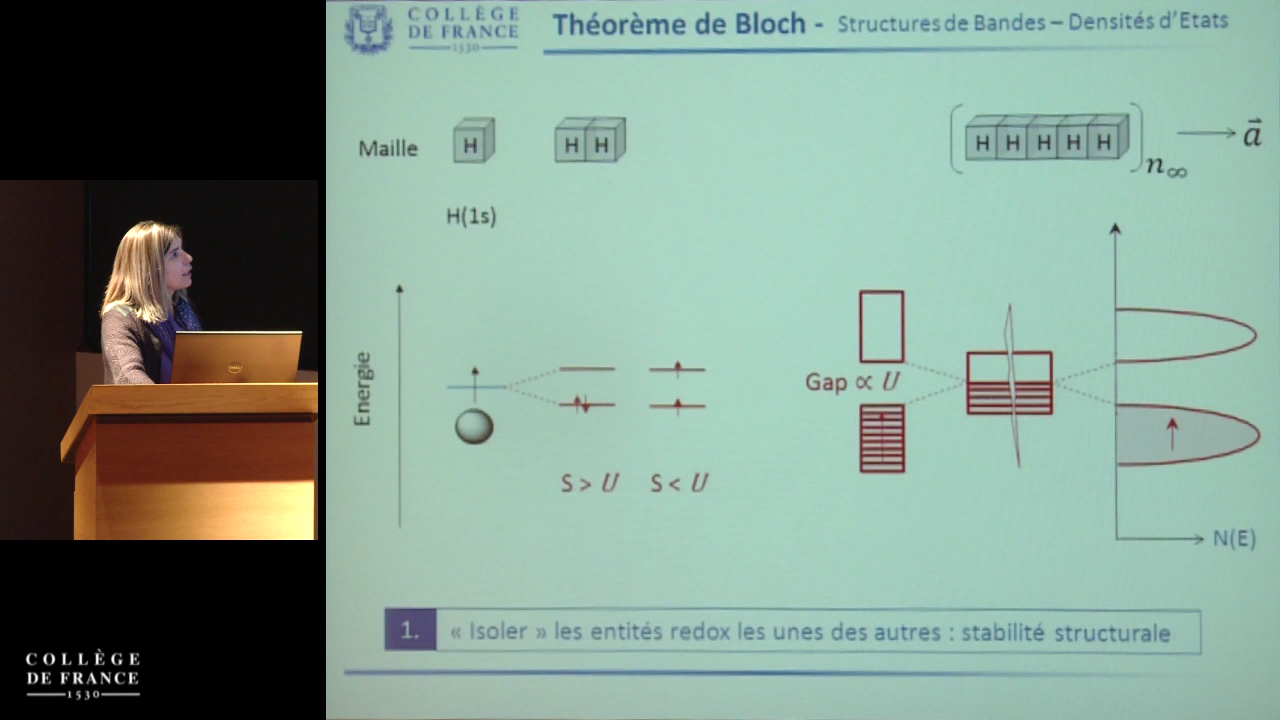 COLLÈGE
DE FRANCE
1530
Théorème de Bloch - Structures de Bandes – Densités d'Etats
Maille
H
H H
H H H H H
n∞
a⃗
H(1s)
Energie
Gap ∝ U
S > U
S < U
N(E)
1.
« Isoler » les entités redox les unes des autres : stabilité structurale
DELL
COLLÈGE
DE FRANCE
1530